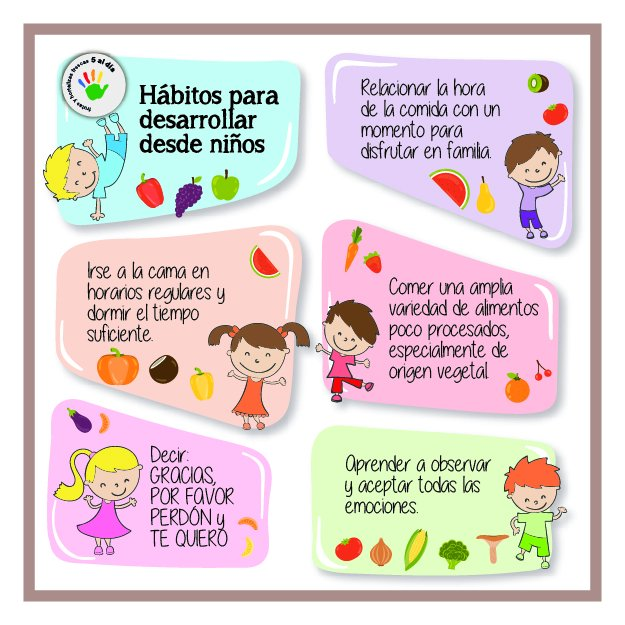 frutas y hortalizas frescas 5 al día
Hábitos para
desarrollar
desde niños
Relacionar la hora
de la comida con un
momento para
disfrutar en familia.
Irse a la cama en
horarios regulares y
dormir el tiempo
suficiente.
Comer una amplia
variedad de alimentos
poco procesados,
especialmente de
origen vegetal.
Decir:
GRACIAS,
POR FAVOR
PERDÓN y
TE QUIERO
Aprender a observar
y aceptar todas las
emociones.